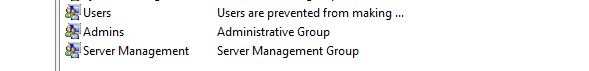 Users Users are prevented from making ...
Admins Administrative Group
Server Management Server Management Group